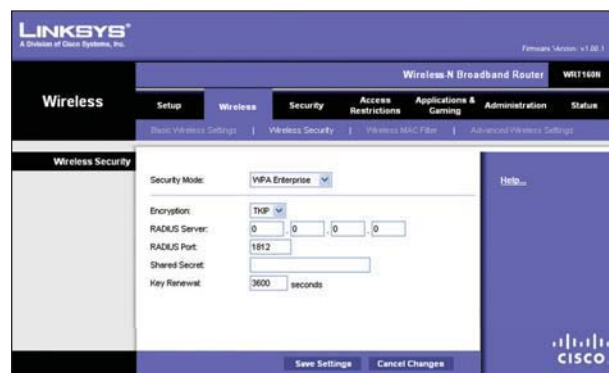 LINKSYS®
A Division of Cisco Systems, Inc.
Firmware Version: v1.00.1
Wireless-N Broadband Router WRT160N
Wireless
Setup Wireless Security Access Restrictions Applications & Gaming Administration Status
Basic Wireless Settings | Wireless Security | Wireless MAC Filter | Advanced Wireless Settings
Wireless Security
Security Mode: WPA Enterprise
Help...
Encryption: TKIP
RADIUS Server: 0 . 0 . 0 . 0
RADIUS Port: 1812
Shared Secret:
Key Renewal: 3600 seconds
Save Settings Cancel Changes
CISCO